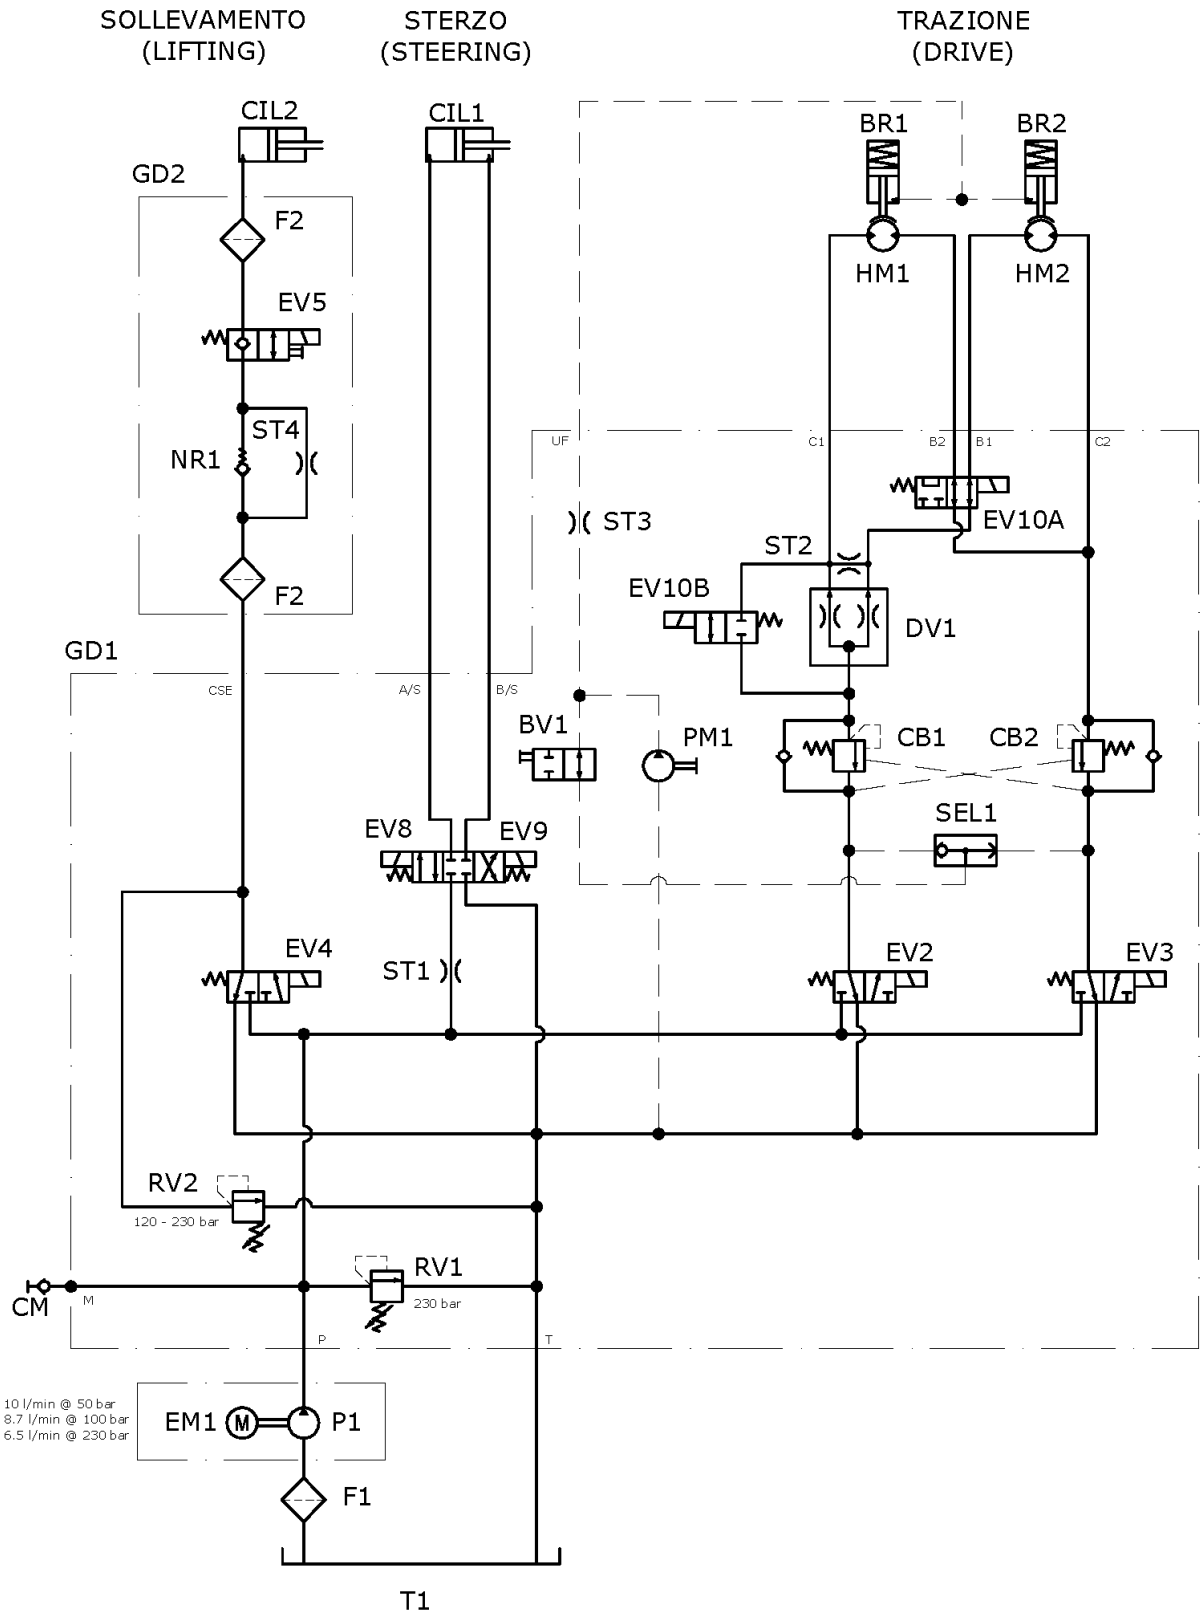 SOLLEVAMENTO
(LIFTING)
STERZO
(STEERING)
TRAZIONE
(DRIVE)
CIL2
CIL1
BR1
BR2
GD2
F2
HM1
HM2
EV5
ST4
NR1
UF
C1
B2
B1
C2
EV10A
ST3
ST2
EV10B
F2
DV1
GD1
CSE
A/S
B/S
BV1
PM1
CB1
CB2
SEL1
EV8
EV9
EV4
ST1
EV2
EV3
RV2
120 - 230 bar
RV1
230 bar
CM
M
P
T
10 l/min @ 50 bar
8.7 l/min @ 100 bar
6.5 l/min @ 230 bar
EM1
M
P1
F1
T1